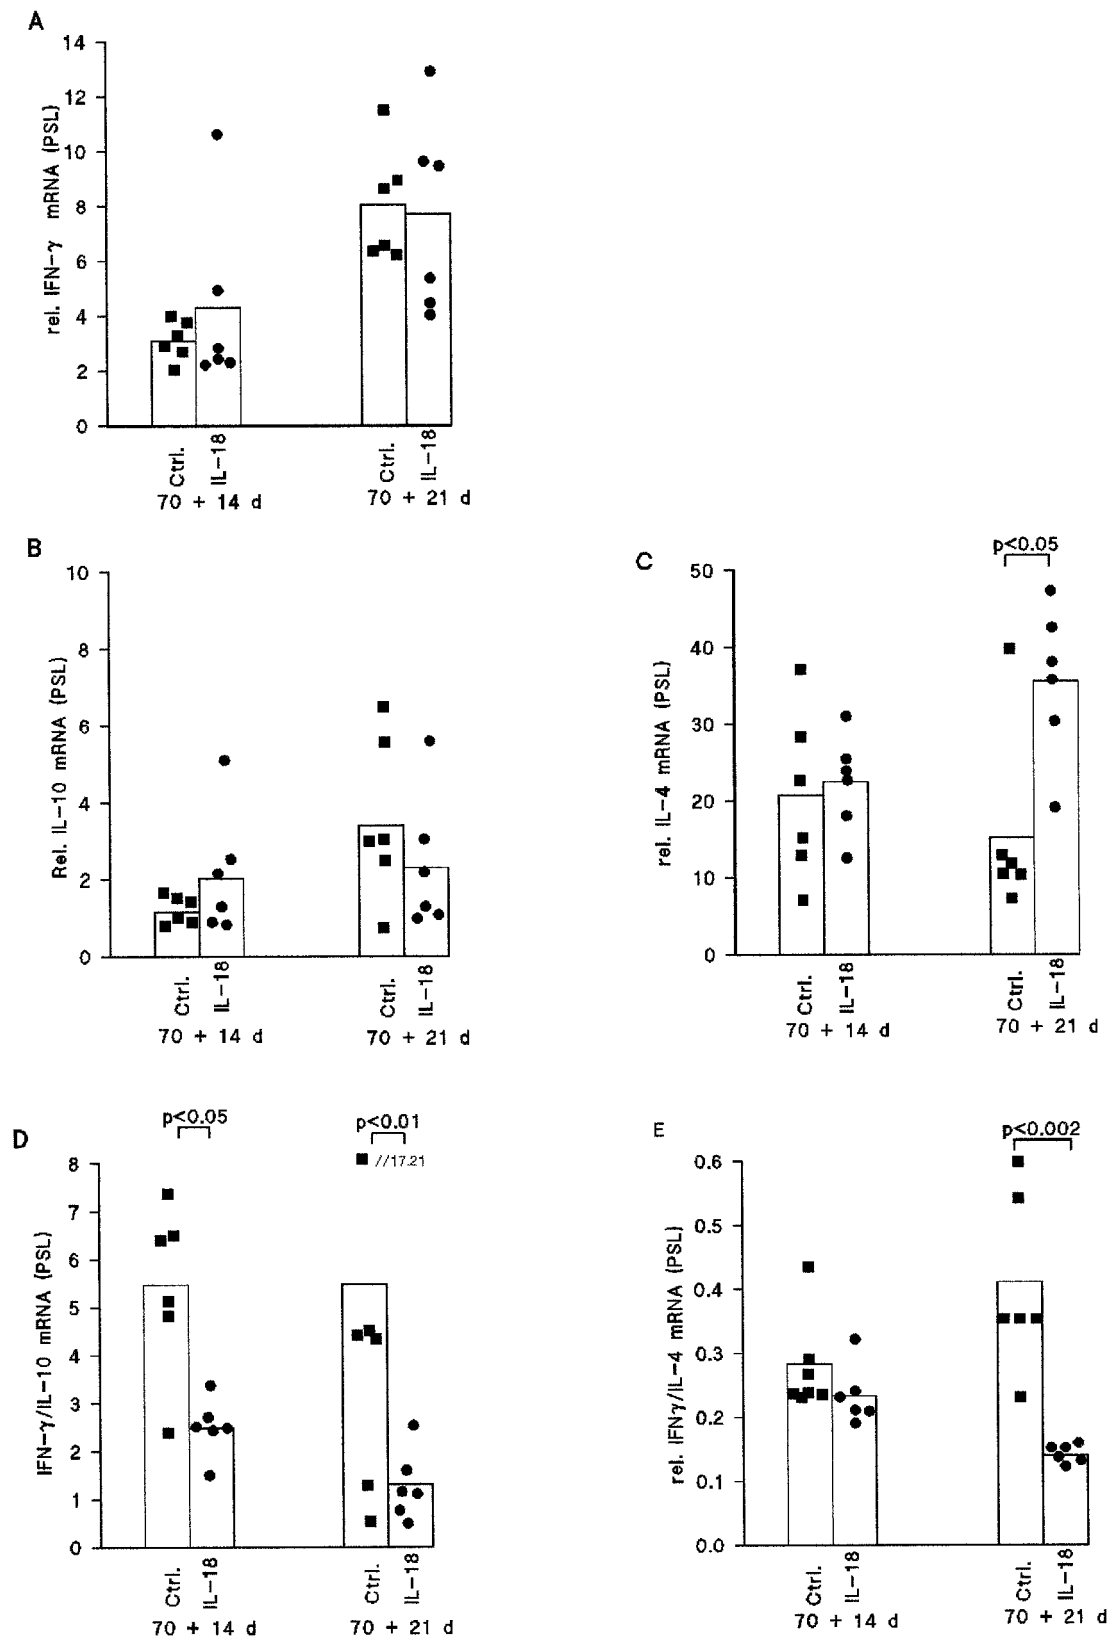 A
14
12
10
8
6
4
2
0
rel. IFN-γ mRNA (PSL)
Ctrl.
IL-18
70 + 14 d
Ctrl.
IL-18
70 + 21 d
B
10
8
6
4
2
0
Rel. IL-10 mRNA (PSL)
Ctrl.
IL-18
70 + 14 d
Ctrl.
IL-18
70 + 21 d
C
p<0.05
50
40
30
20
10
0
rel. IL-4 mRNA (PSL)
Ctrl.
IL-18
70 + 14 d
Ctrl.
IL-18
70 + 21 d
D
p<0.05
p<0.01
//17.21
8
7
6
5
4
3
2
1
0
IFN-γ/IL-10 mRNA (PSL)
Ctrl.
IL-18
70 + 14 d
Ctrl.
IL-18
70 + 21 d
E
p<0.002
0.6
0.5
0.4
0.3
0.2
0.1
0.0
rel. IFNγ/IL-4 mRNA (PSL)
Ctrl.
IL-18
70 + 14 d
Ctrl.
IL-18
70 + 21 d